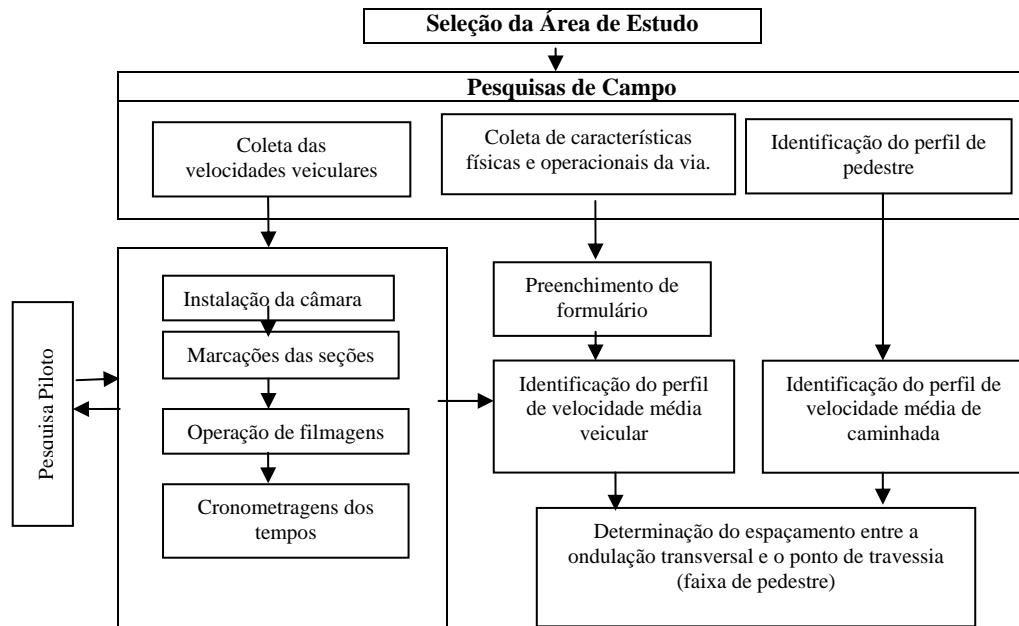 Seleção da Área de Estudo
Pesquisas de Campo
Coleta das
velocidades veiculares
Coleta de características
físicas e operacionais da via.
Identificação do perfil de
pedestre
Pesquisa Piloto
Instalação da câmara
Marcações das seções
Operação de filmagens
Cronometragens dos
tempos
Preenchimento de
formulário
Identificação do perfil
de velocidade média
veicular
Identificação do perfil de
velocidade média de
caminhada
Determinação do espaçamento entre a
ondulação transversal e o ponto de travessia
(faixa de pedestre)